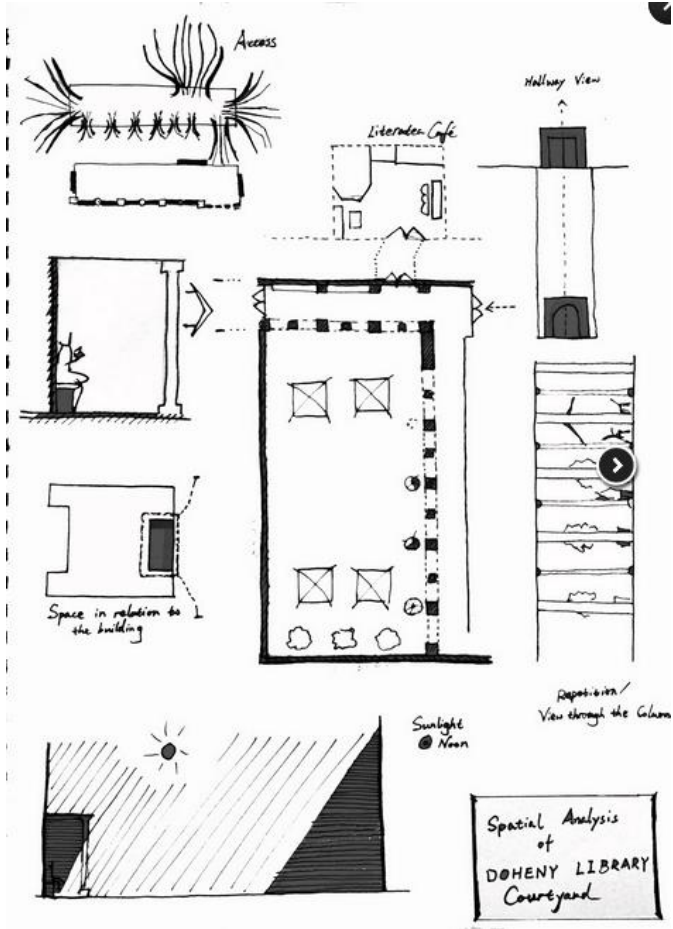 Access
Hallway View
Literatea Café
Space in relation to
the building
Repitition/
View through the Column
Sunlight
Noon
Spatial Analysis
of
DOHENY LIBRARY
Courtyard